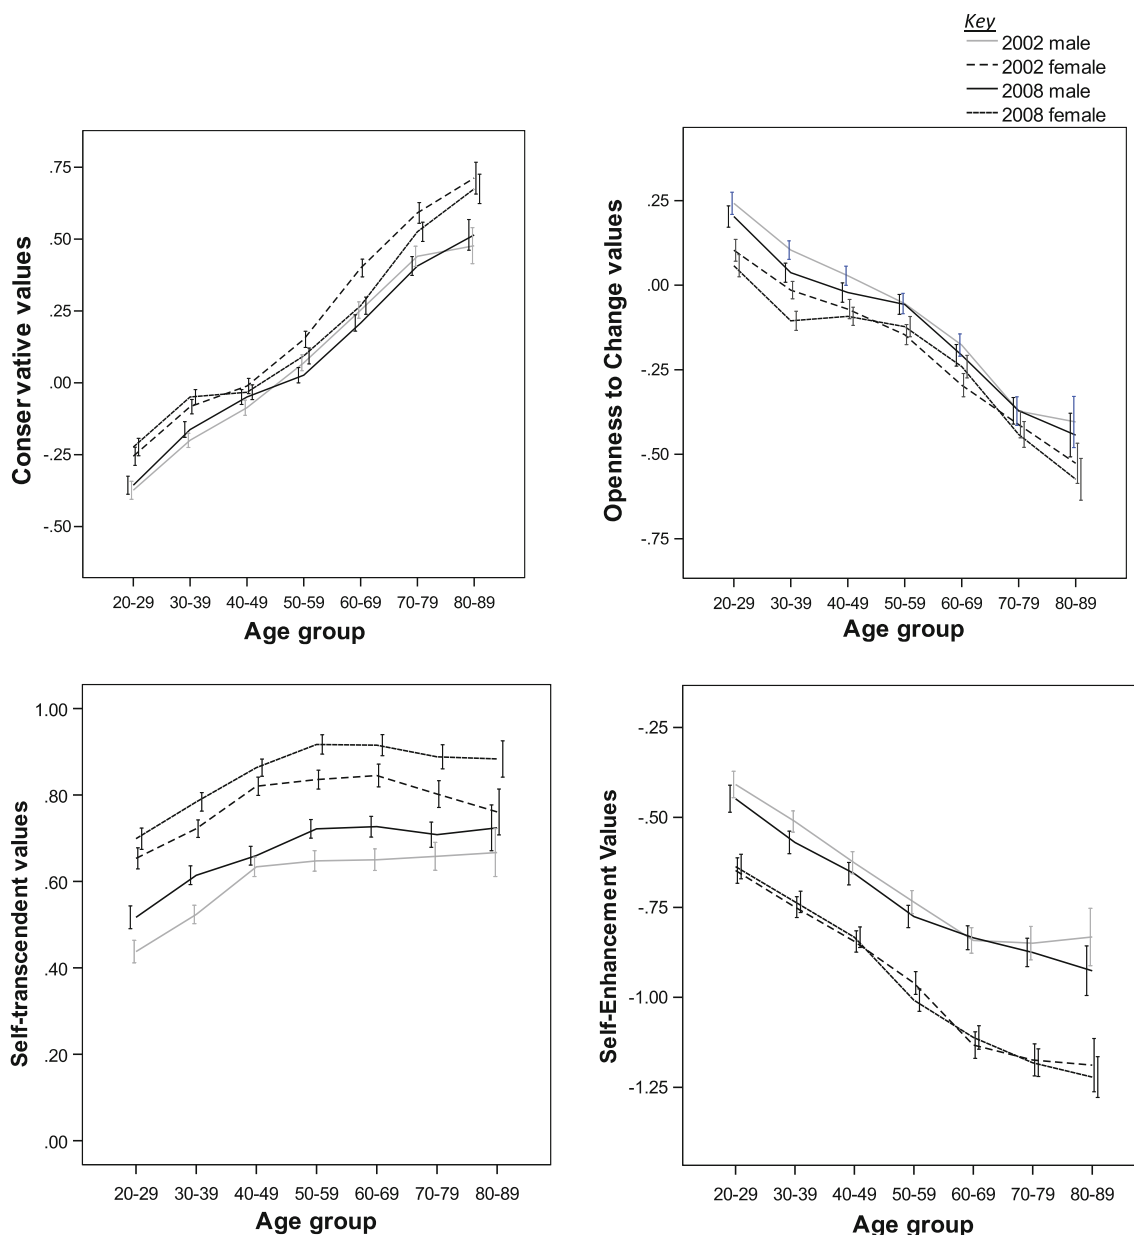 Key
2002 male
2002 female
2008 male
2008 female
Conservative values
.75
.50
.25
.00
-.25
-.50
20-29 30-39 40-49 50-59 60-69 70-79 80-89
Age group
Openness to Change values
.25
.00
-.25
-.50
-.75
20-29 30-39 40-49 50-59 60-69 70-79 80-89
Age group
Self-transcendent values
1.00
.80
.60
.40
.20
.00
20-29 30-39 40-49 50-59 60-69 70-79 80-89
Age group
Self-Enhancement Values
-.25
-.50
-.75
-1.00
-1.25
20-29 30-39 40-49 50-59 60-69 70-79 80-89
Age group